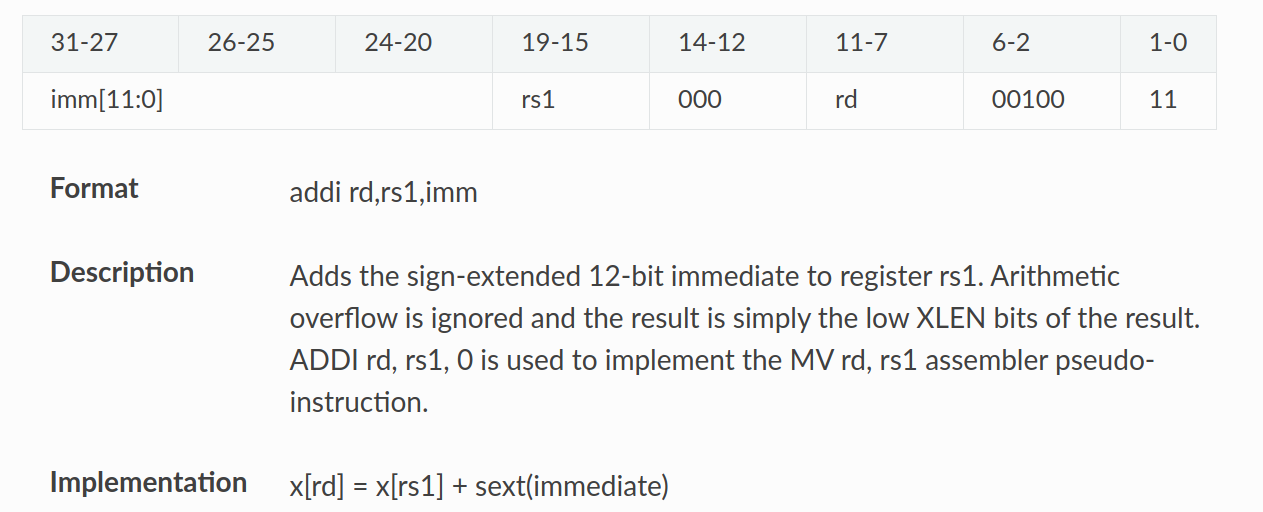 31-27 26-25 24-20 19-15 14-12 11-7 6-2 1-0
imm[11:0] rs1 000 rd 00100 11
Format addi rd,rs1,imm
Description Adds the sign-extended 12-bit immediate to register rs1. Arithmetic
overflow is ignored and the result is simply the low XLEN bits of the result.
ADDI rd, rs1, 0 is used to implement the MV rd, rs1 assembler pseudo-
instruction.
Implementation x[rd] = x[rs1] + sext(immediate)